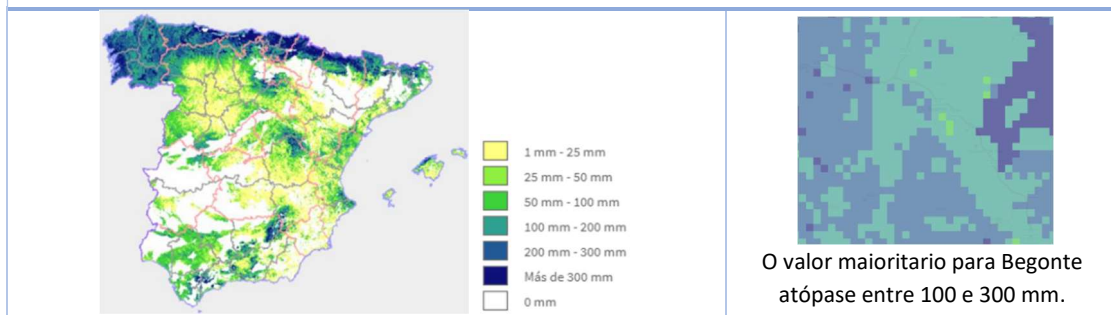 1 mm - 25 mm
25 mm - 50 mm
50 mm - 100 mm
100 mm - 200 mm
200 mm - 300 mm
Más de 300 mm
0 mm
O valor maioritario para Begonte
atópase entre 100 e 300 mm.